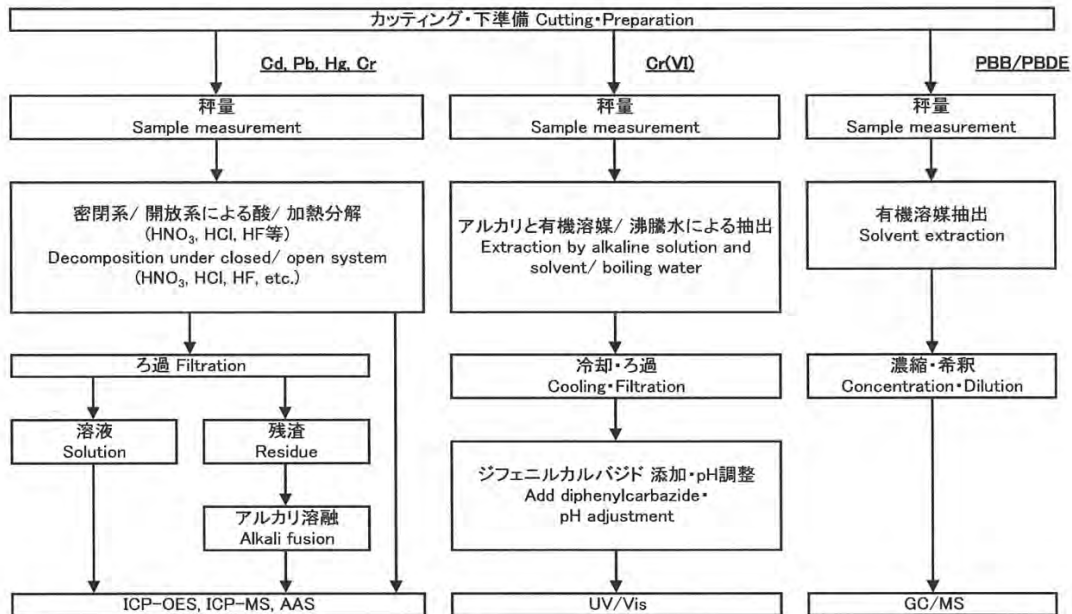 カッティング・下準備 Cutting・Preparation
Cd, Pb, Hg, Cr
秤量
Sample measurement
密閉系/ 開放系による酸/ 加熱分解
(HNO₃, HCl, HF等)
Decomposition under closed/ open system
(HNO₃, HCl, HF, etc.)
ろ過 Filtration
溶液
Solution
残渣
Residue
アルカリ溶融
Alkali fusion
ICP-OES, ICP-MS, AAS
Cr(VI)
秤量
Sample measurement
アルカリと有機溶媒/ 沸騰水による抽出
Extraction by alkaline solution and
solvent/ boiling water
冷却・ろ過
Cooling・Filtration
ジフェニルカルバジド 添加・pH調整
Add diphenylcarbazide・
pH adjustment
UV/Vis
PBB/PBDE
秤量
Sample measurement
有機溶媒抽出
Solvent extraction
濃縮・希釈
Concentration・Dilution
GC/MS